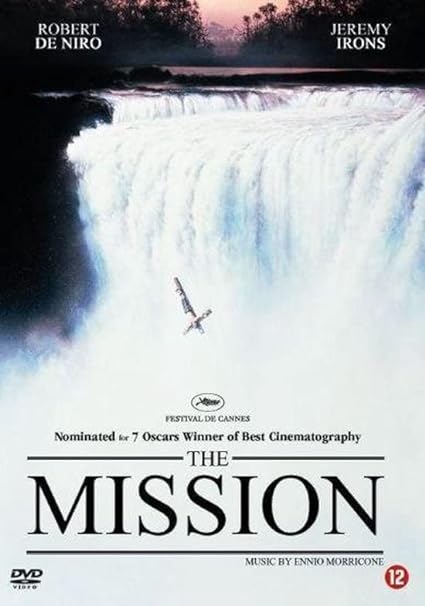 ROBERT
DE NIRO
JEREMY
IRONS
FESTIVAL DE CANNES
Nominated for 7 Oscars Winner of Best Cinematography
THE
MISSION
MUSIC BY ENNIO MORRICONE
DVD
VIDEO
12